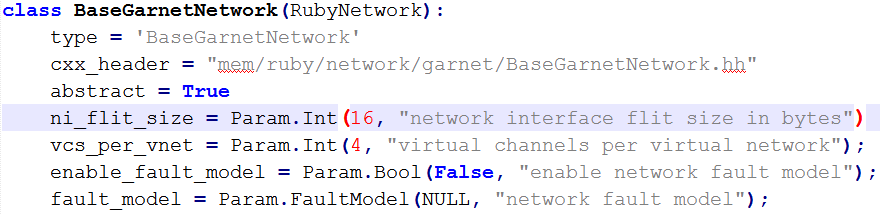 class BaseGarnetNetwork(RubyNetwork):
    type = 'BaseGarnetNetwork'
    cxx_header = "mem/ruby/network/garnet/BaseGarnetNetwork.hh"
    abstract = True
    ni_flit_size = Param.Int(16, "network interface flit size in bytes")
    vcs_per_vnet = Param.Int(4, "virtual channels per virtual network");
    enable_fault_model = Param.Bool(False, "enable network fault model");
    fault_model = Param.FaultModel(NULL, "network fault model");